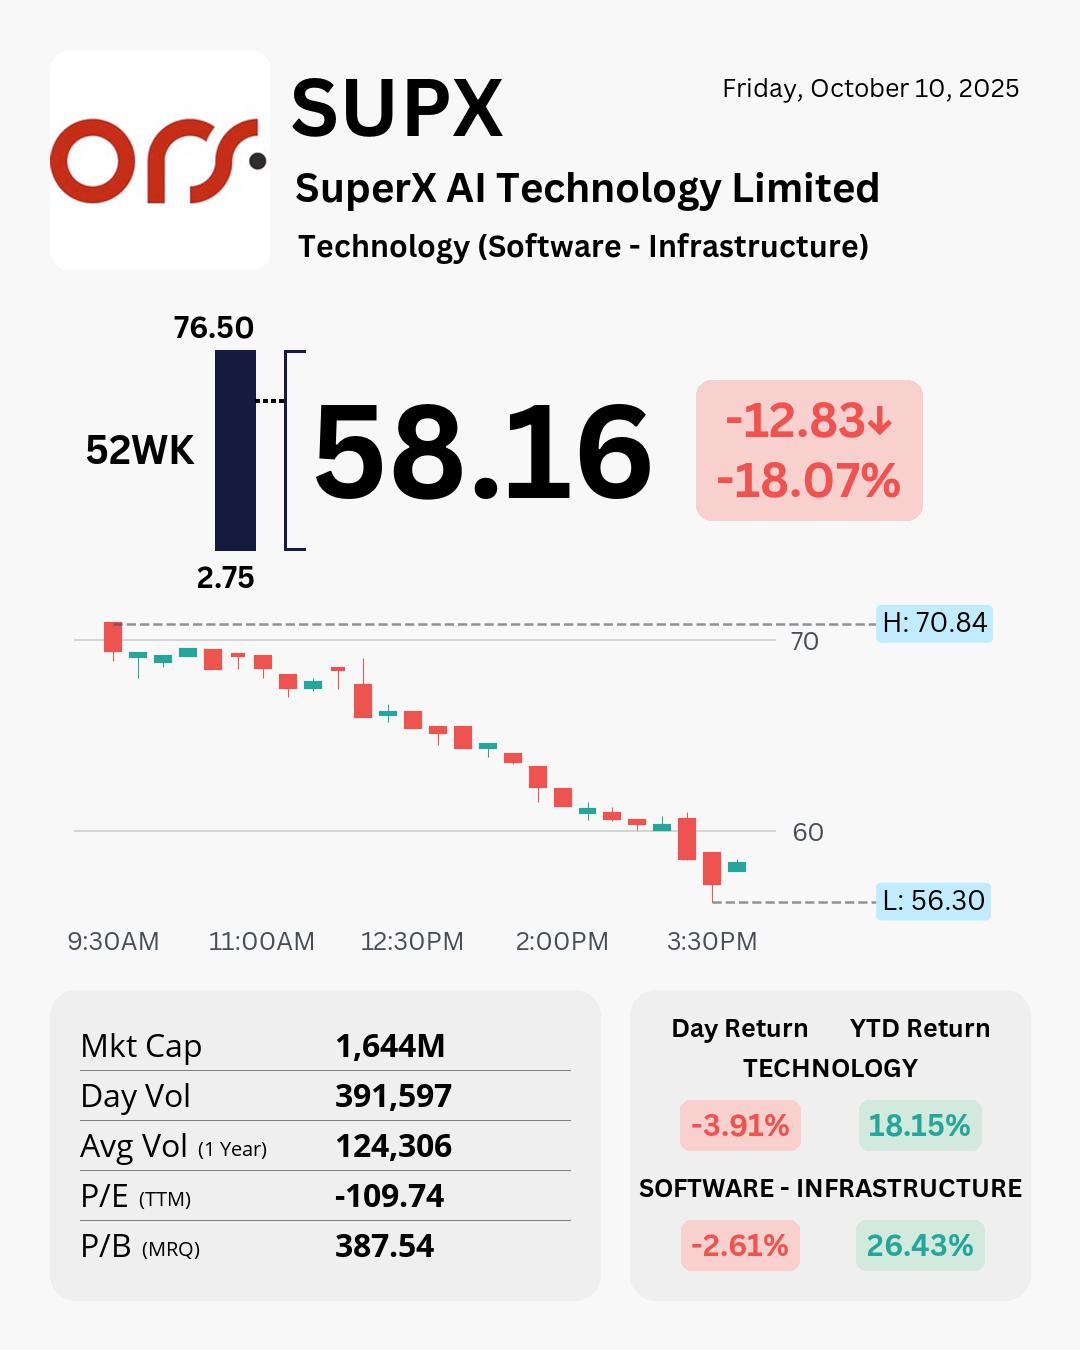 ors
SUPX
Friday, October 10, 2025
SuperX AI Technology Limited
Technology (Software - Infrastructure)
76.50
52WK
58.16
-12.83↓
-18.07%
2.75
H: 70.84
70
60
L: 56.30
9:30AM 11:00AM 12:30PM 2:00PM 3:30PM
Mkt Cap 1,644M
Day Vol 391,597
Avg Vol (1 Year) 124,306
P/E (TTM) -109.74
P/B (MRQ) 387.54
Day Return YTD Return
TECHNOLOGY
-3.91% 18.15%
SOFTWARE - INFRASTRUCTURE
-2.61% 26.43%